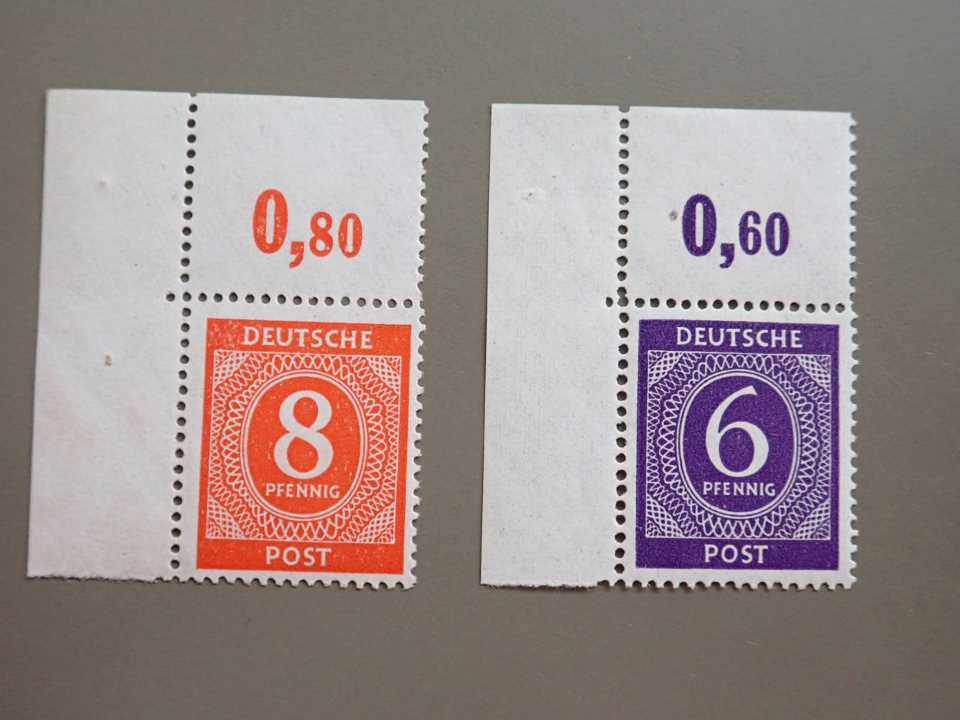 0,80
DEUTSCHE
8
PFENNIG
POST
0,60
DEUTSCHE
6
PFENNIG
POST